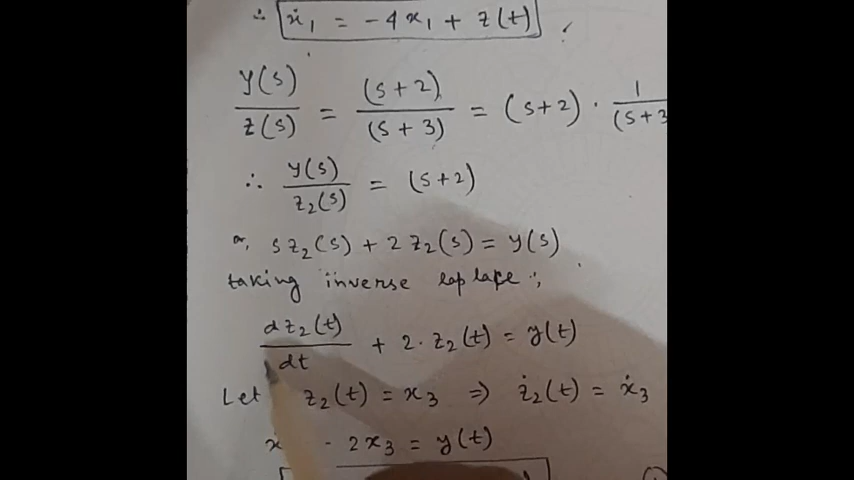 ∴ ẋ₁ = -4x₁ + z(t)
y(s)/z(s) = (s+2)/(s+3) = (s+2) · 1/(s+3
∴ y(s)/z₂(s) = (s+2)
or, sz₂(s) + 2z₂(s) = y(s)
taking inverse laplace ;,
dz₂(t)/dt + 2 · z₂(t) = y(t)
Let z₂(t) = x₃ ⇒ ż₂(t) = ẋ₃
- 2x₃ = y(t)